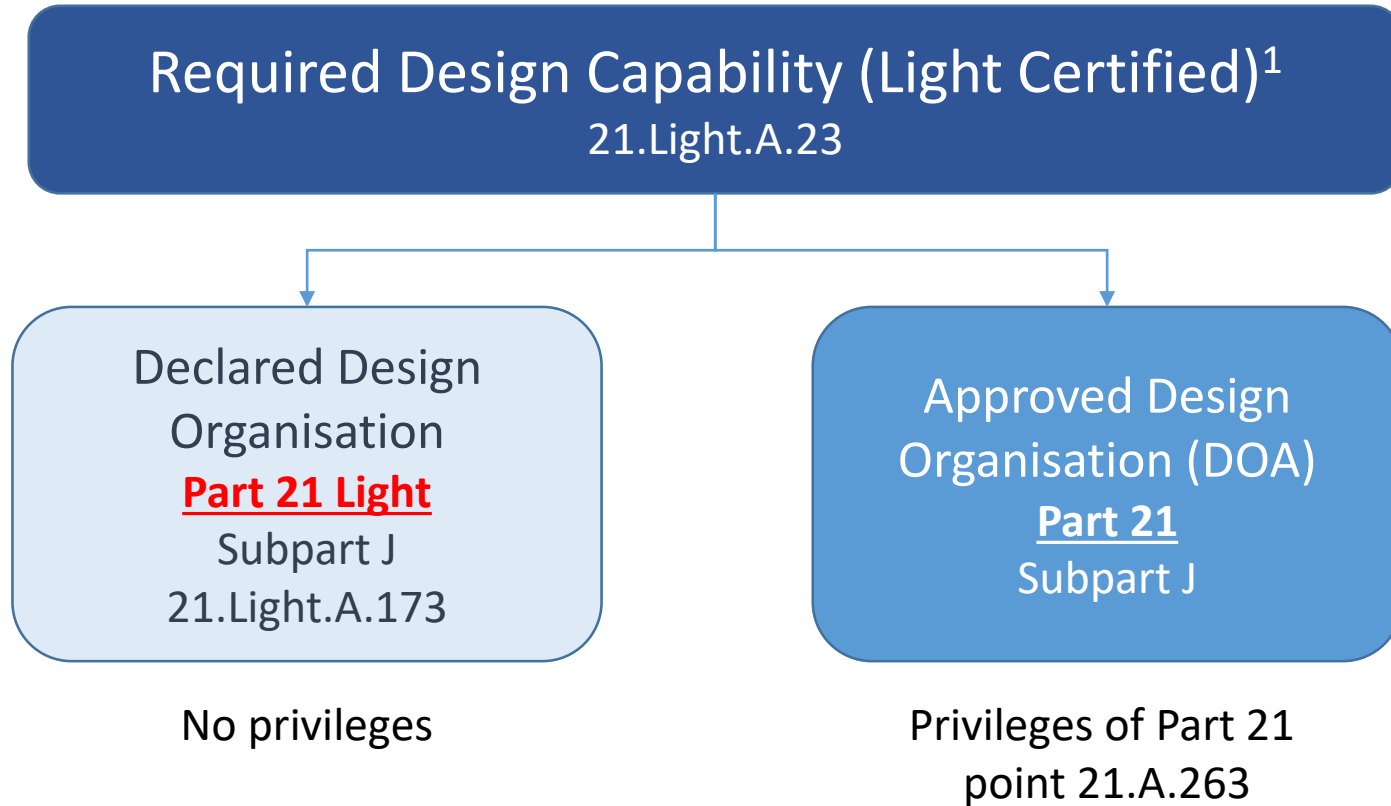 Required Design Capability (Light Certified)1
21.Light.A.23
Declared Design
Organisation
Part 21 Light
Subpart J
21.Light.A.173
Approved Design
Organisation (DOA)
Part 21
Subpart J
No privileges
Privileges of Part 21
point 21.A.263